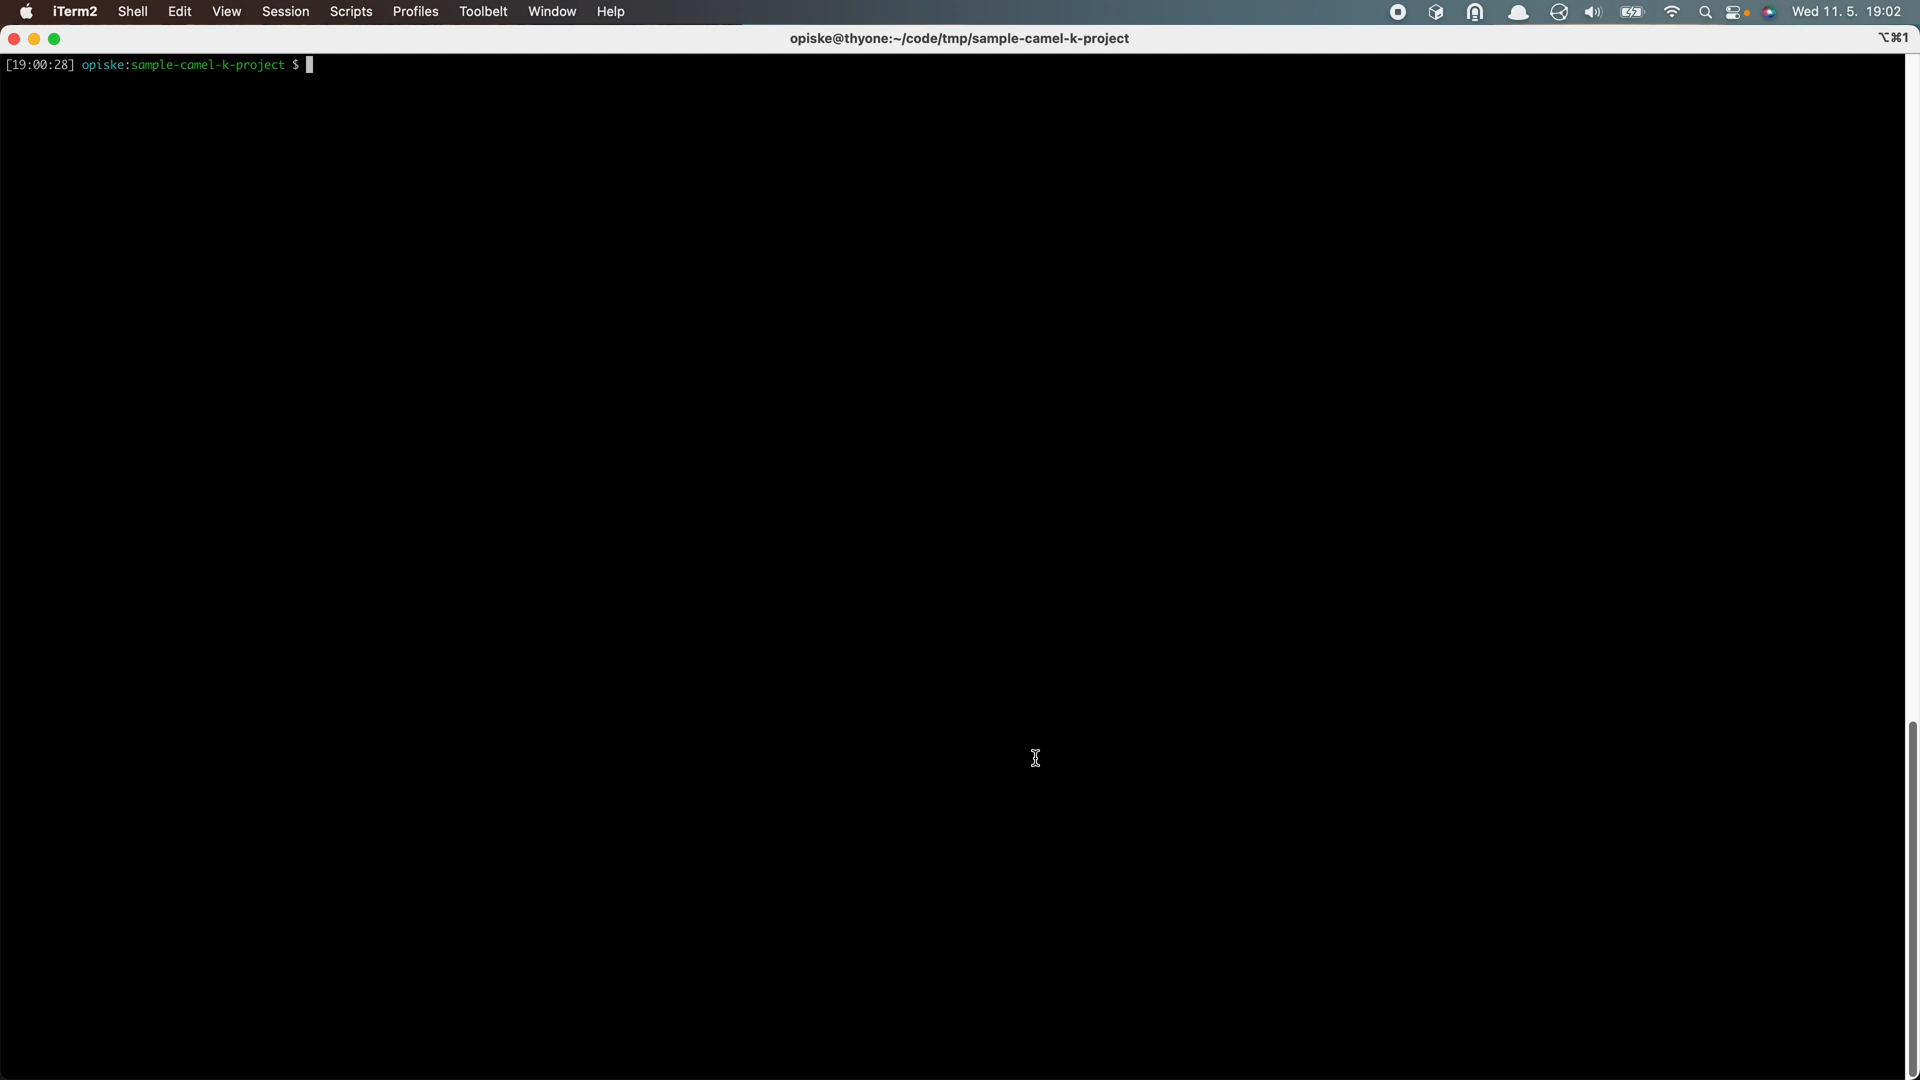 iTerm2 Shell Edit View Session Scripts Profiles Toolbelt Window Help Wed 11. 5. 19:02
opiske@thyone:~/code/tmp/sample-camel-k-project ⌥⌘1
[19:00:28] opiske:sample-camel-k-project $